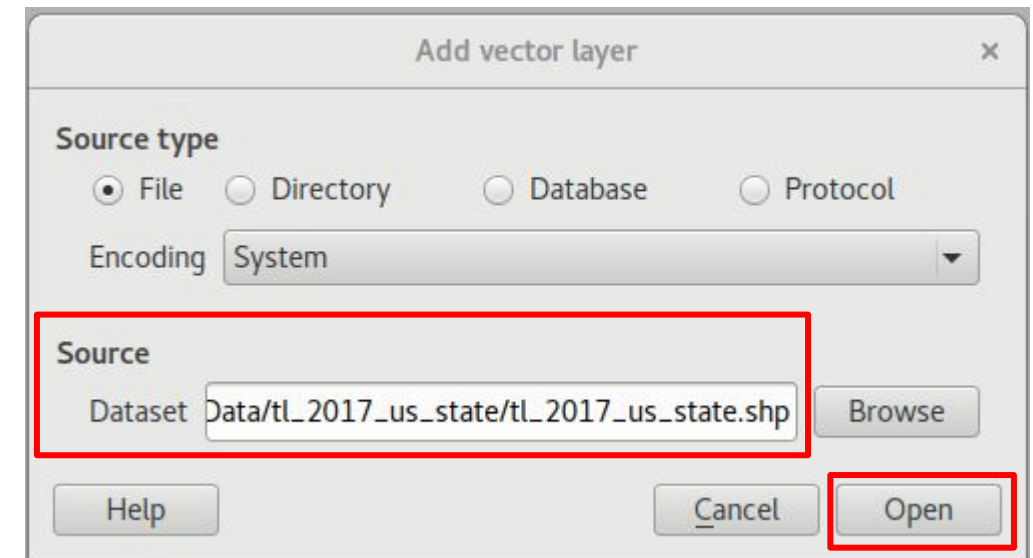 Add vector layer ×
Source type
File Directory Database Protocol
Encoding System
Source
Dataset Data/tl_2017_us_state/tl_2017_us_state.shp Browse
Help Cancel Open